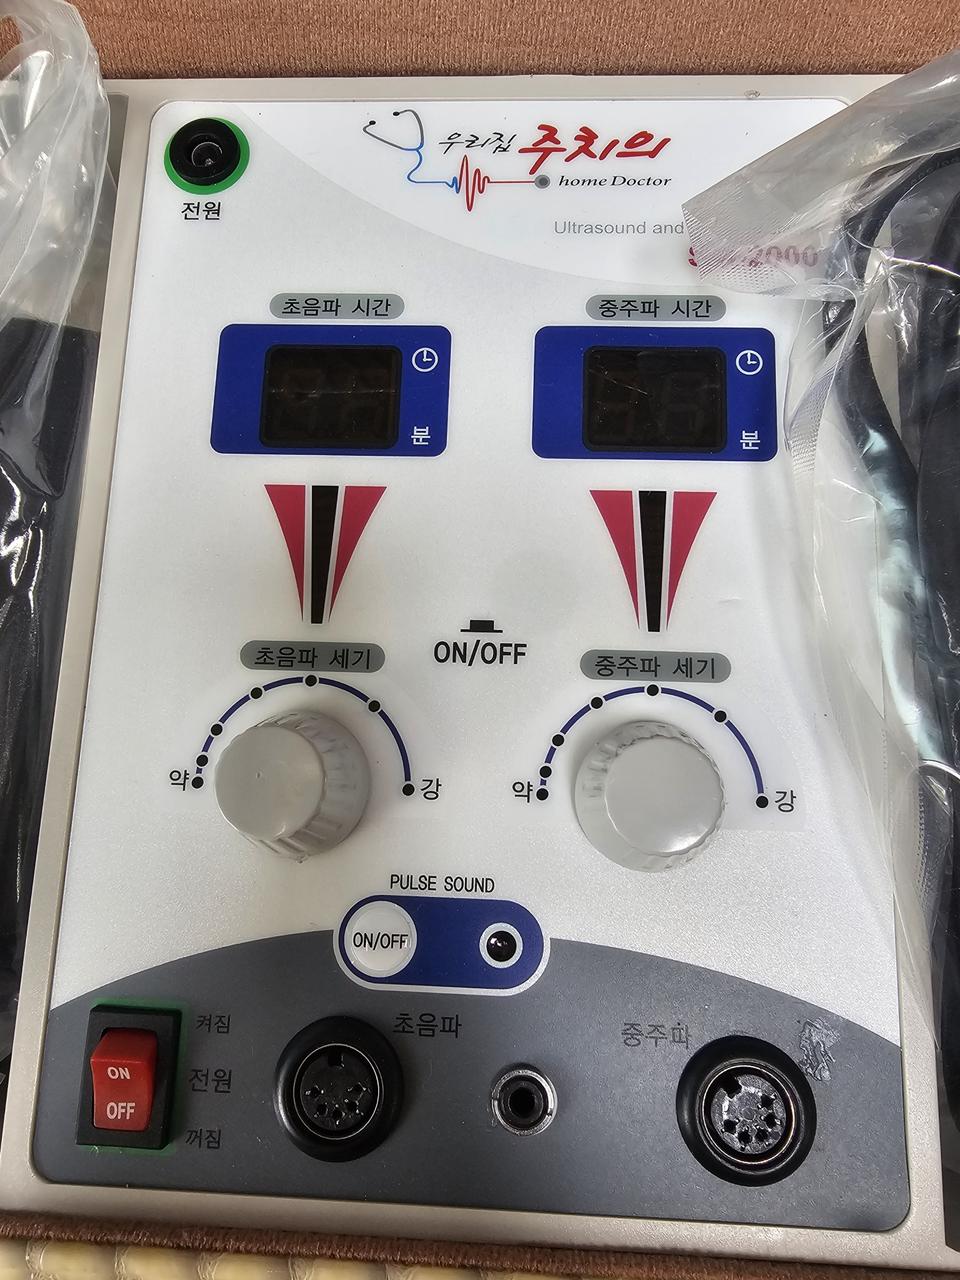 우리집 주치의
home Doctor
전원
Ultrasound and
2000
초음파 시간
중주파 시간
분
분
초음파 세기
ON/OFF
중주파 세기
약
강
약
강
PULSE SOUND
ON/OFF
켜짐
전원
꺼짐
ON
OFF
초음파
중주파